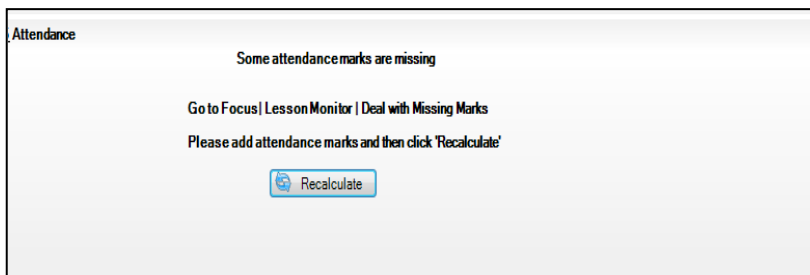 Attendance
Some attendance marks are missing
Go to Focus | Lesson Monitor | Deal with Missing Marks
Please add attendance marks and then click 'Recalculate'
Recalculate